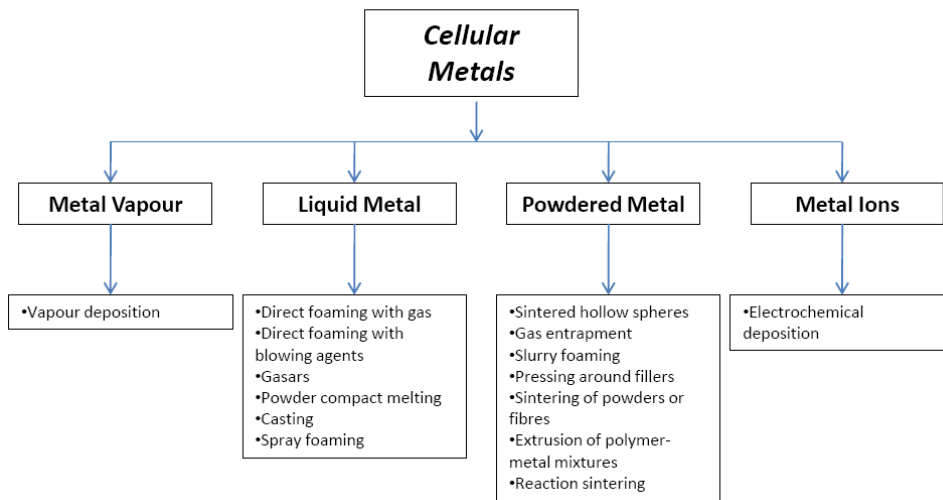 Cellular
Metals
Metal Vapour
Liquid Metal
Powdered Metal
Metal Ions
•Vapour deposition
•Direct foaming with gas
•Direct foaming with
blowing agents
•Gasars
•Powder compact melting
•Casting
•Spray foaming
•Sintered hollow spheres
•Gas entrapment
•Slurry foaming
•Pressing around fillers
•Sintering of powders or
fibres
•Extrusion of polymer-
metal mixtures
•Reaction sintering
•Electrochemical
deposition